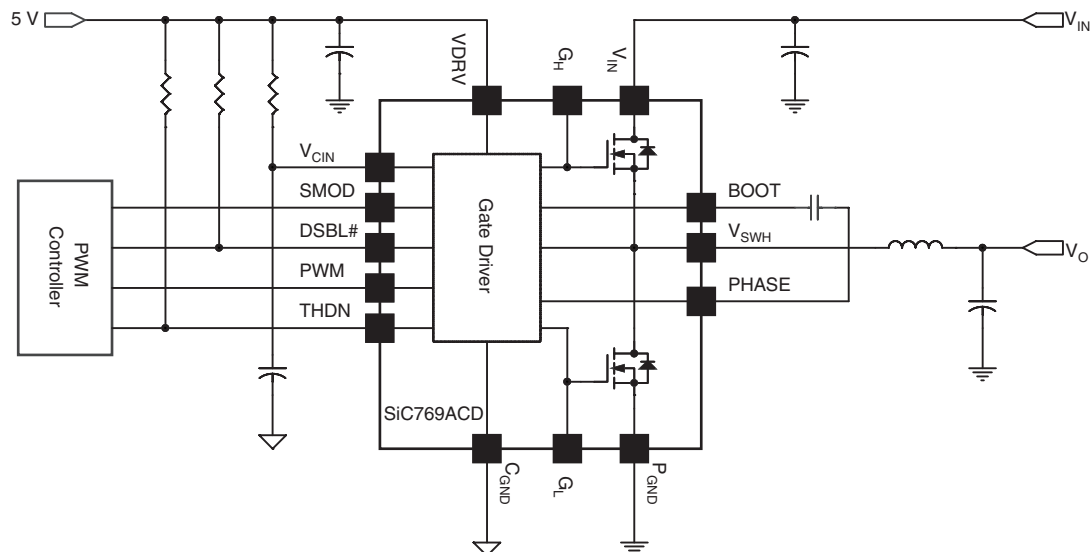 5 V
VDRV
GH
VIN
VIN
VCIN
SMOD
DSBL#
PWM
THDN
PWM
Controller
Gate Driver
BOOT
VSWH
PHASE
VO
SiC769ACD
CGND
GL
PGND